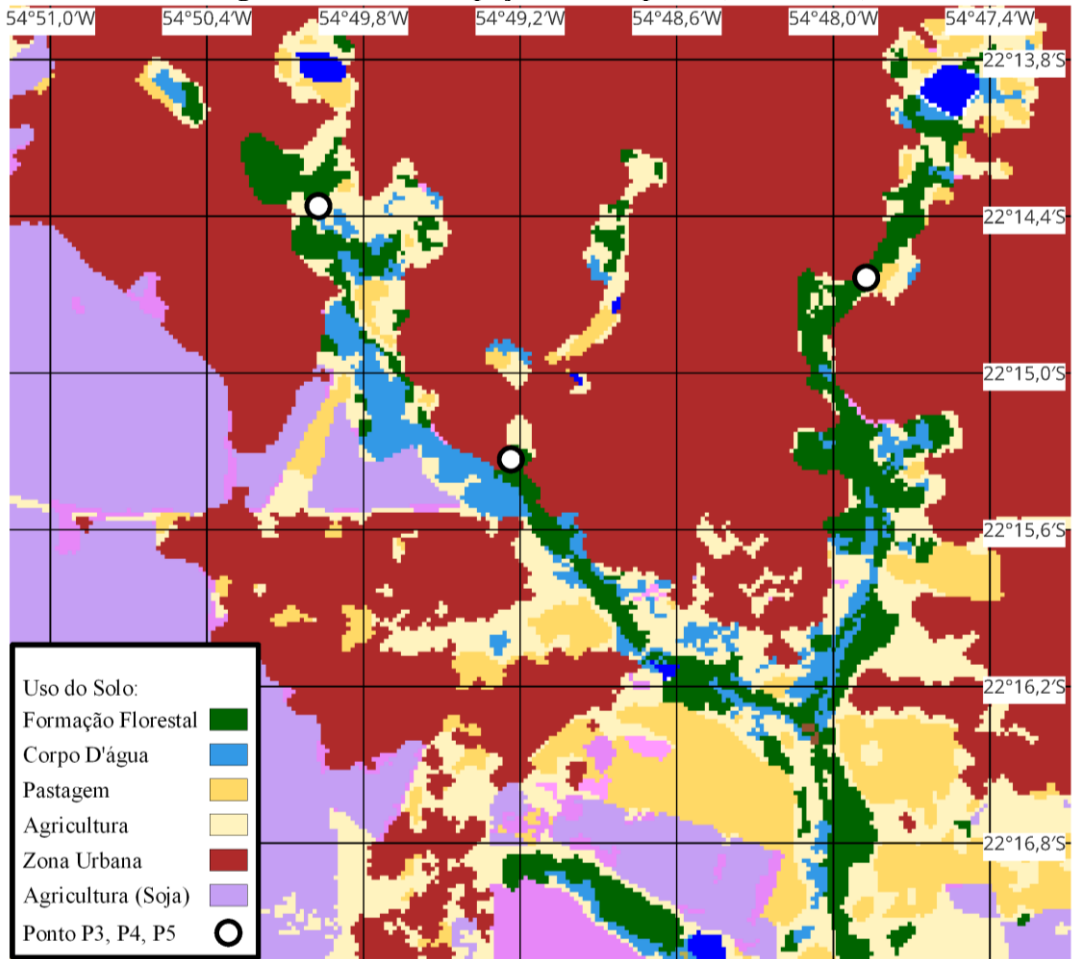 54°51,0′W 54°50,4′W 54°49,8′W 54°49,2′W 54°48,6′W 54°48,0′W 54°47,4′W
22°13,8′S
22°14,4′S
22°15,0′S
22°15,6′S
22°16,2′S
22°16,8′S
Uso do Solo:
Formação Florestal
Corpo D'água
Pastagem
Agricultura
Zona Urbana
Agricultura (Soja)
Ponto P3, P4, P5